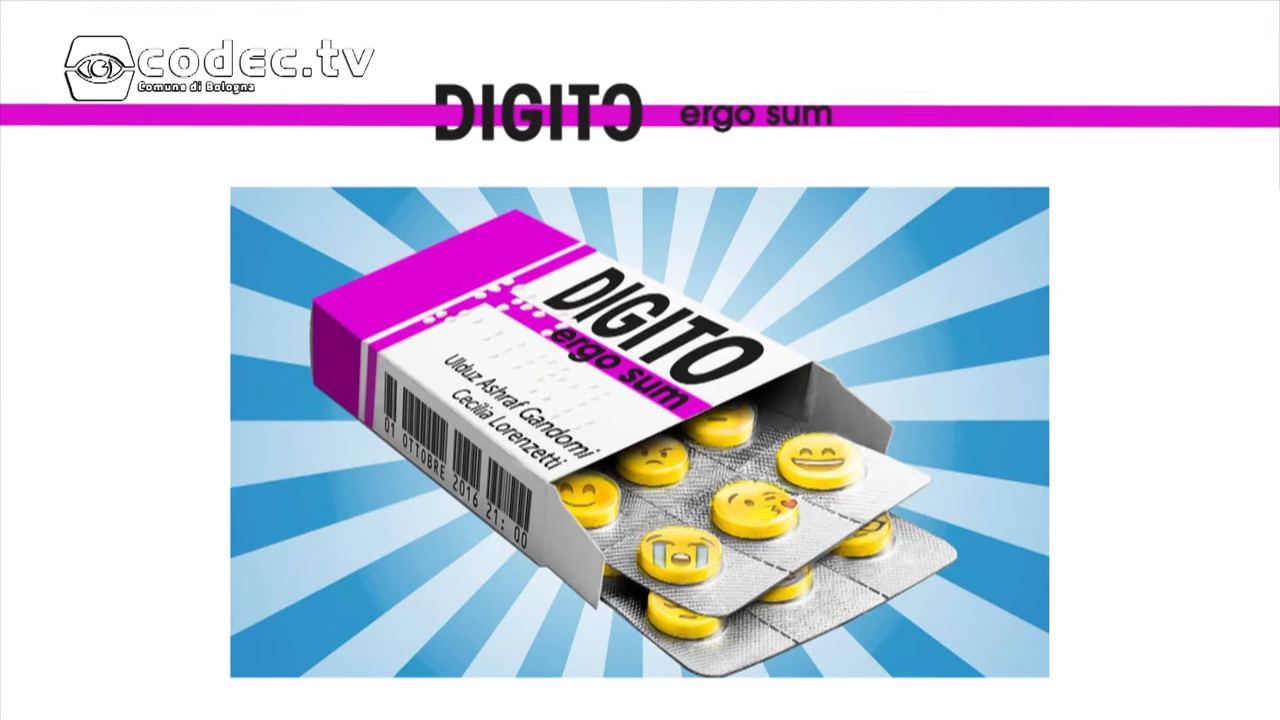 codec.tv
Comune di Bologna
DIGITO ergo sum
DIGITO
ergo sum
Ulduz Ashraf Gandomi
Cecilia Lorenzetti
01 OTTOBRE 2016 21:00